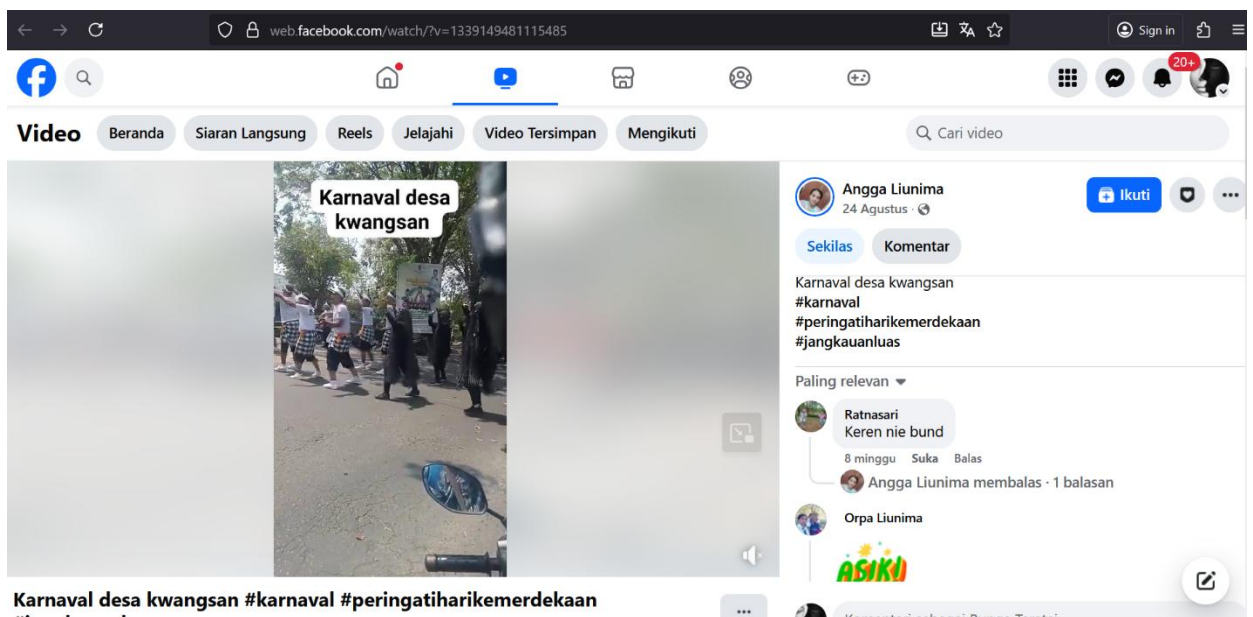 web.facebook.com/watch/?v=1339149481115485
Sign in
20+
Video
Beranda
Siaran Langsung
Reels
Jelajahi
Video Tersimpan
Mengikuti
Cari video
Karnaval desa
kwangsan
Angga Liunima
24 Agustus ·
Ikuti
Sekilas
Komentar
Karnaval desa kwangsan
#karnaval
#peringatiharikemerdekaan
#jangkauanluas
Paling relevan
Ratnasari
Keren nie bund
8 minggu Suka Balas
Angga Liunima membalas · 1 balasan
Orpa Liunima
ASIK!
Karnaval desa kwangsan #karnaval #peringatiharikemerdekaan